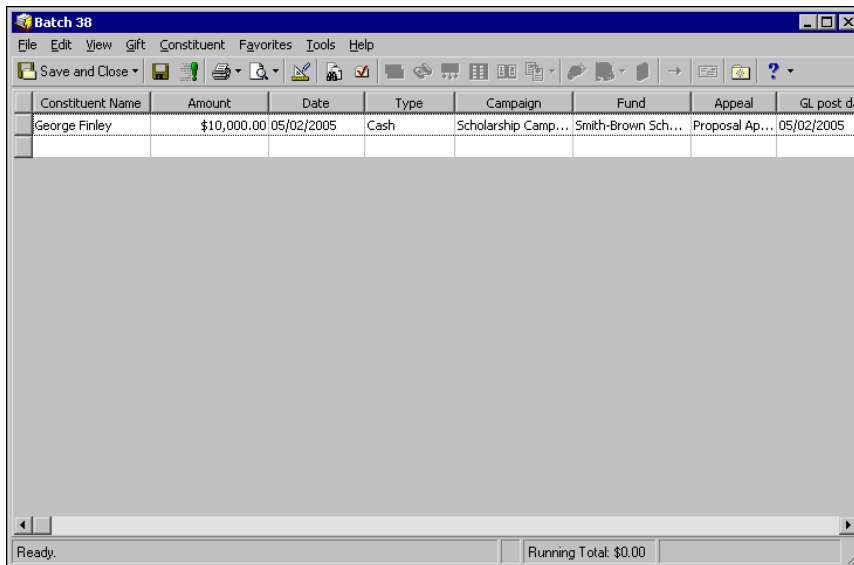 Batch 38
File Edit View Gift Constituent Favorites Tools Help
Save and Close ?
Constituent Name Amount Date Type Campaign Fund Appeal GL post d
George Finley $10,000.00 05/02/2005 Cash Scholarship Camp... Smith-Brown Sch... Proposal Ap... 05/02/2005
Ready. Running Total: $0.00